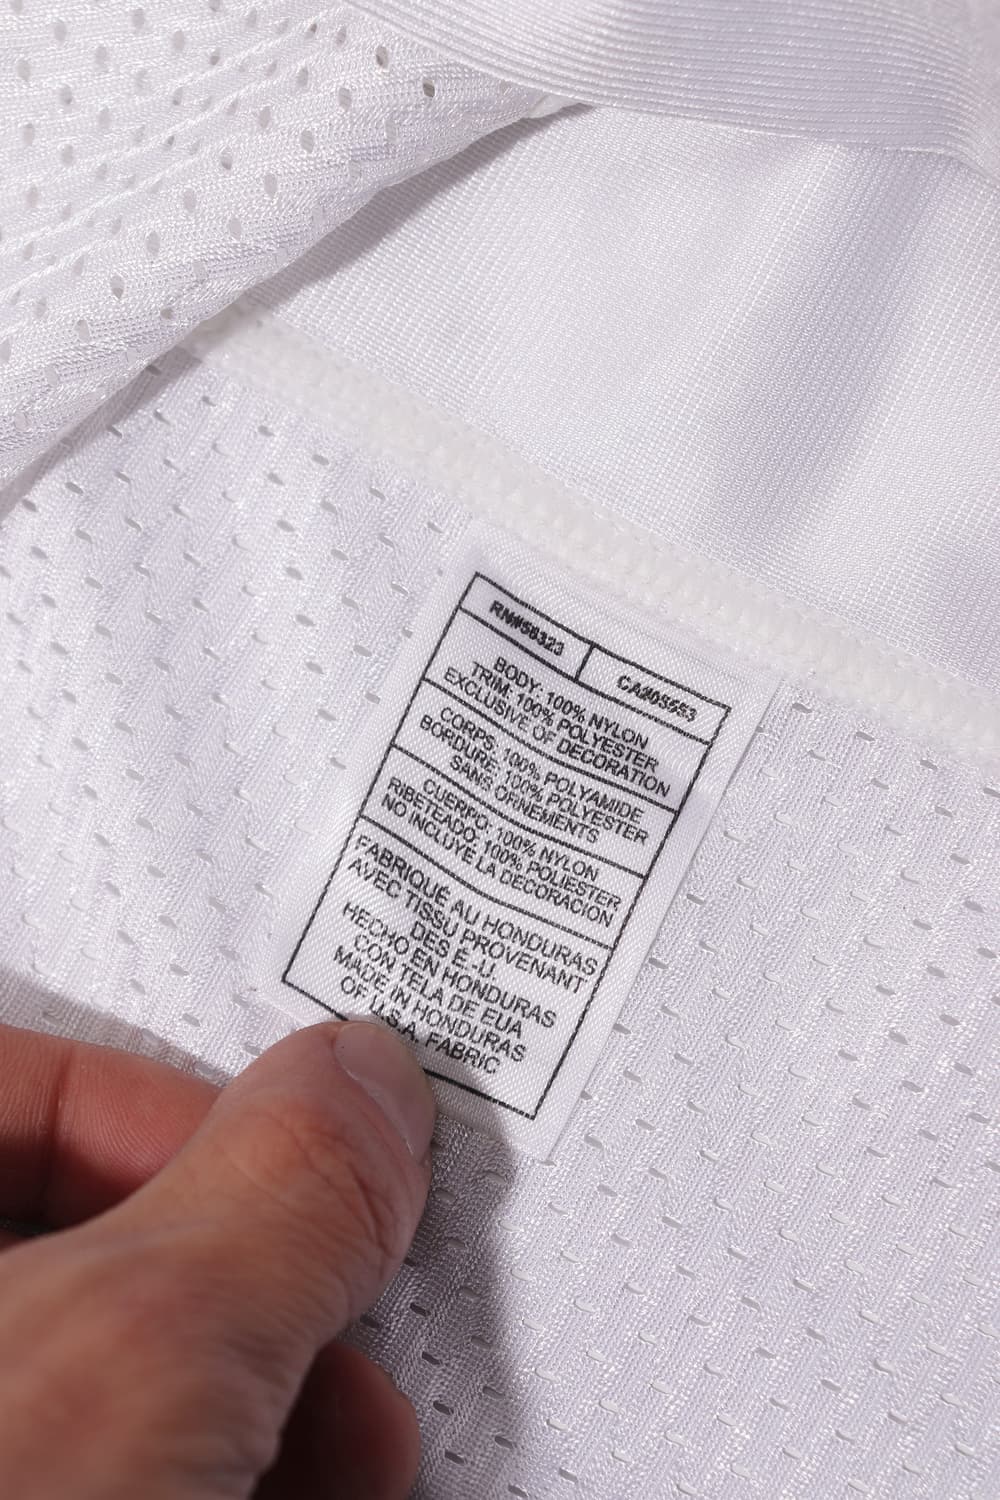 RN#56323
CA205553
BODY: 100% NYLON
TRIM: 100% POLYESTER
EXCLUSIVE OF DECORATION
CORPS: 100% POLYAMIDE
BORDURE: 100% POLYESTER
SANS ORNEMENTS
CUERPO: 100% NYLON
RIBETEADO: 100% POLIESTER
NO INCLUYE LA DECORACION
FABRIQUÉ AU HONDURAS
AVEC TISSU PROVENANT
DES É.-U.
HECHO EN HONDURAS
CON TELA DE EUA
MADE IN HONDURAS
OF U.S.A. FABRIC